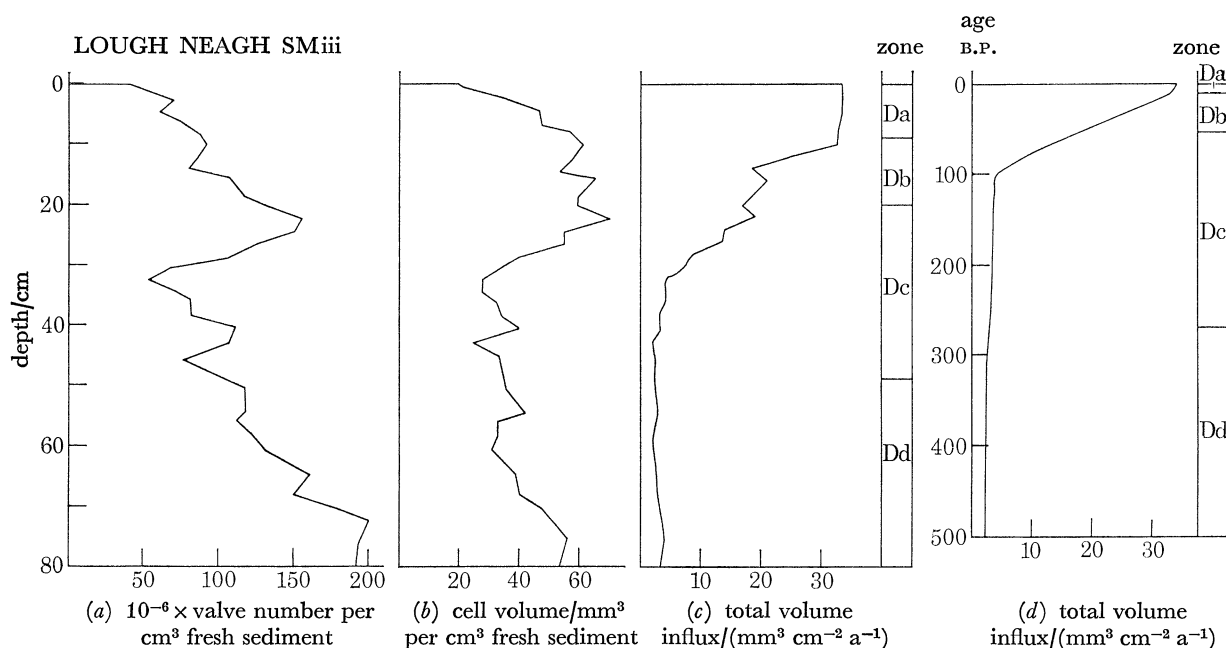 LOUGH NEAGH SMiii
zone
age
B.P.
zone
depth/cm
0
20
40
60
80
50
100
150
200
(a) 10⁻⁶ × valve number per
cm³ fresh sediment
20
40
60
(b) cell volume/mm³
per cm³ fresh sediment
10
20
30
(c) total volume
influx/(mm³ cm⁻² a⁻¹)
Da
Db
Dc
Dd
0
100
200
300
400
500
10
20
30
(d) total volume
influx/(mm³ cm⁻² a⁻¹)
Da
Db
Dc
Dd